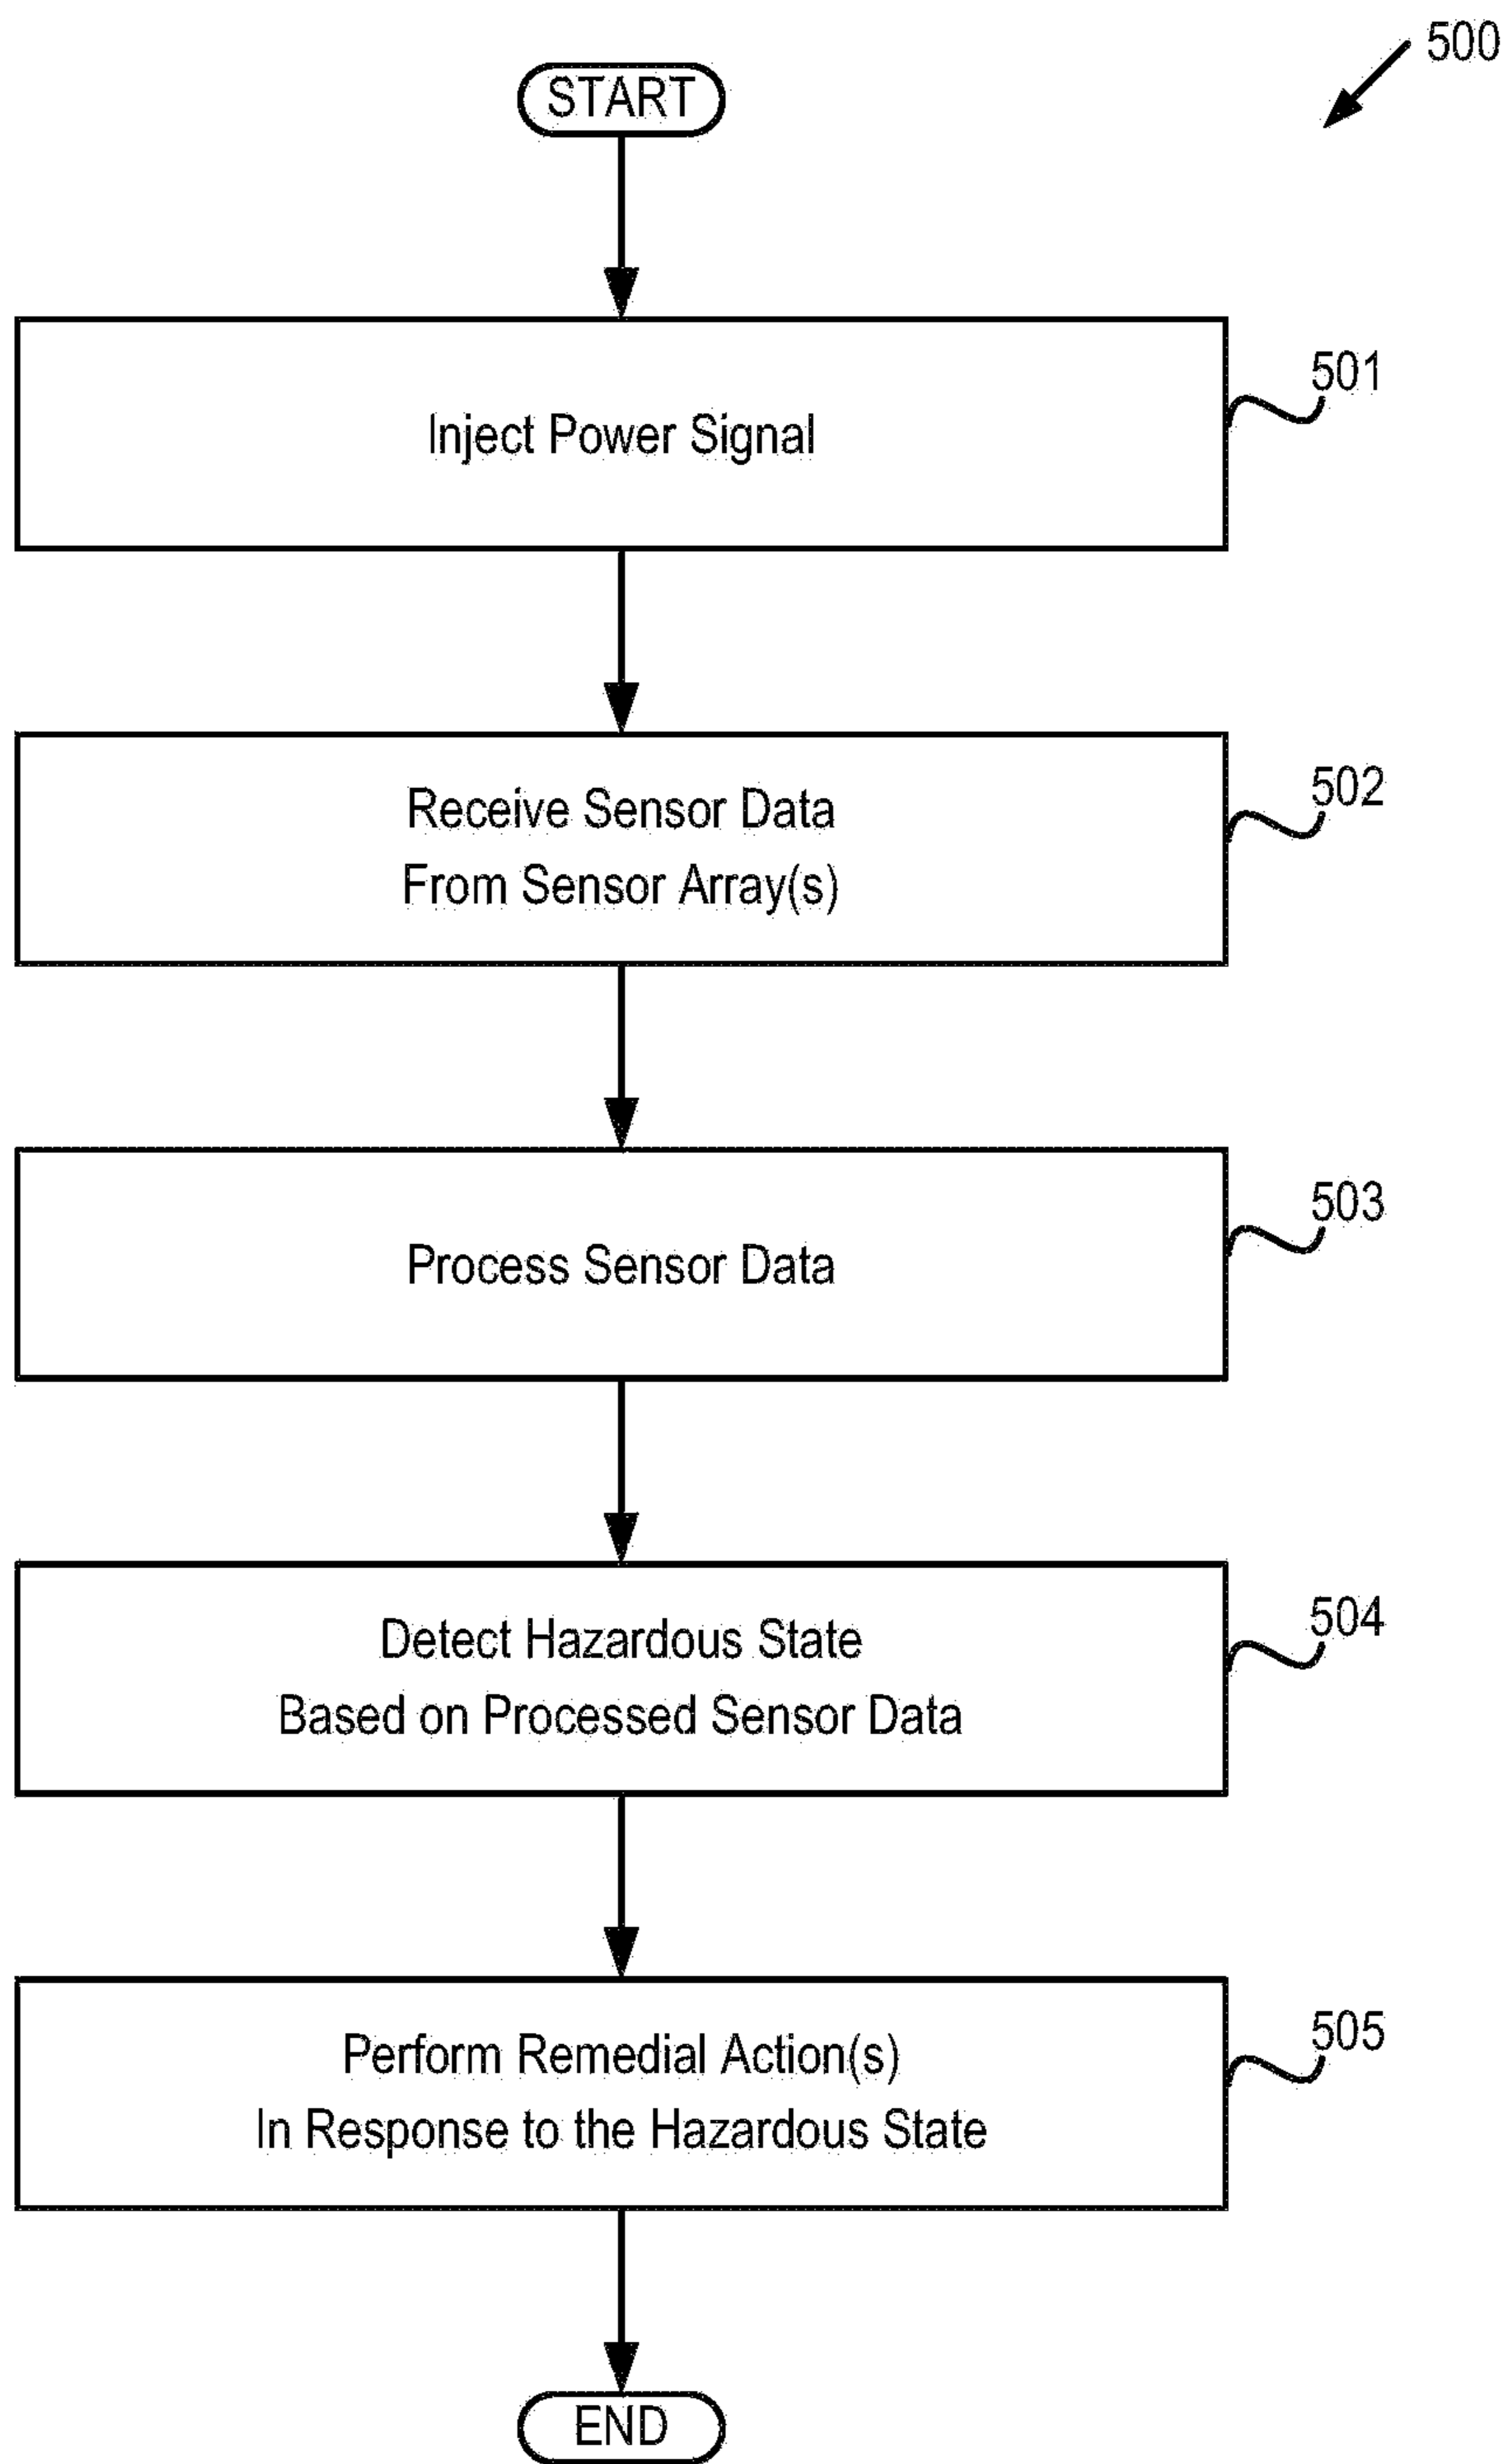 500
START
501
Inject Power Signal
502
Receive Sensor Data
From Sensor Array(s)
503
Process Sensor Data
504
Detect Hazardous State
Based on Processed Sensor Data
505
Perform Remedial Action(s)
In Response to the Hazardous State
END